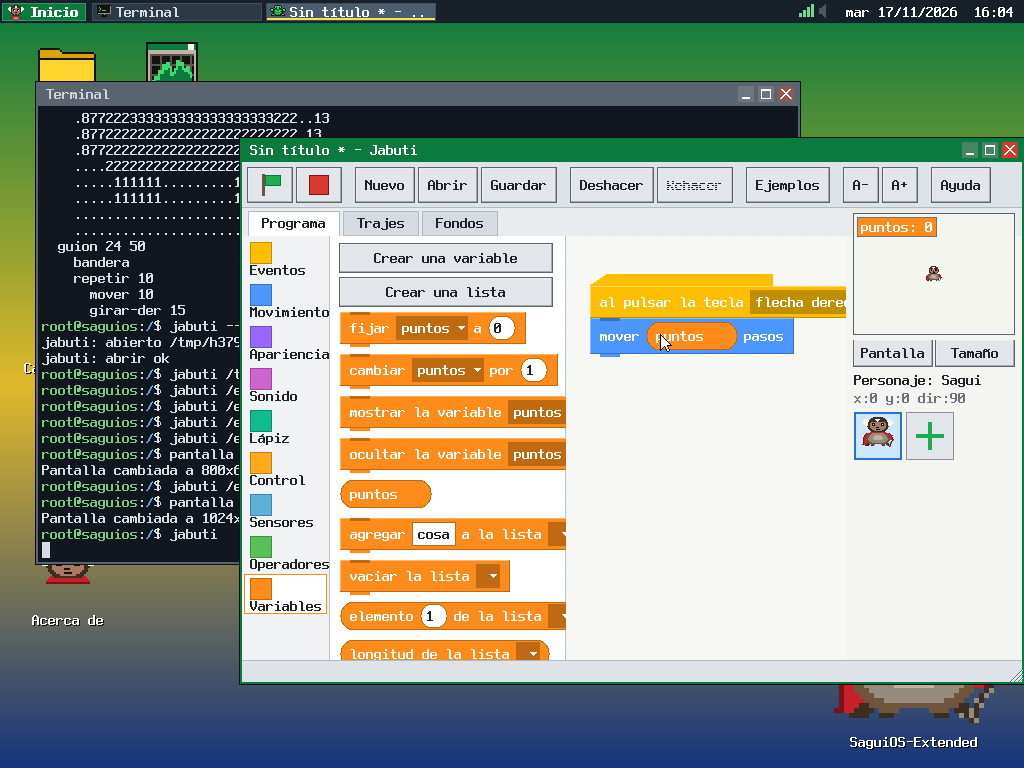 Inicio
Terminal
Sin título * - ..
mar 17/11/2026 16:04
Terminal
.8772223333333333333333333222..13
Sin título * - Jabuti
Nuevo
Abrir
Guardar
Deshacer
Rehacer
Ejemplos
A-
A+
Ayuda
Programa
Trajes
Fondos
guion 24 50
bandera
repetir 10
mover 10
girar-der 15
root@saguios:/$ jabuti --
jabuti: abierto /tmp/h379
jabuti: abrir ok
root@saguios:/$ jabuti /t
root@saguios:/$ jabuti /e
root@saguios:/$ jabuti /e
root@saguios:/$ jabuti /e
root@saguios:/$ jabuti /e
root@saguios:/$ pantalla
Pantalla cambiada a 800x6
root@saguios:/$ jabuti /e
root@saguios:/$ pantalla
Pantalla cambiada a 1024x
root@saguios:/$ jabuti
Eventos
Movimiento
Apariencia
Sonido
Lápiz
Control
Sensores
Operadores
Variables
Crear una variable
Crear una lista
fijar puntos a 0
cambiar puntos por 1
mostrar la variable puntos
ocultar la variable puntos
puntos
agregar cosa a la lista
vaciar la lista
elemento 1 de la lista
longitud de la lista
al pulsar la tecla flecha dere
mover puntos pasos
puntos: 0
Pantalla
Tamaño
Personaje: Sagui
x:0 y:0 dir:90
Acerca de
SaguiOS-Extended